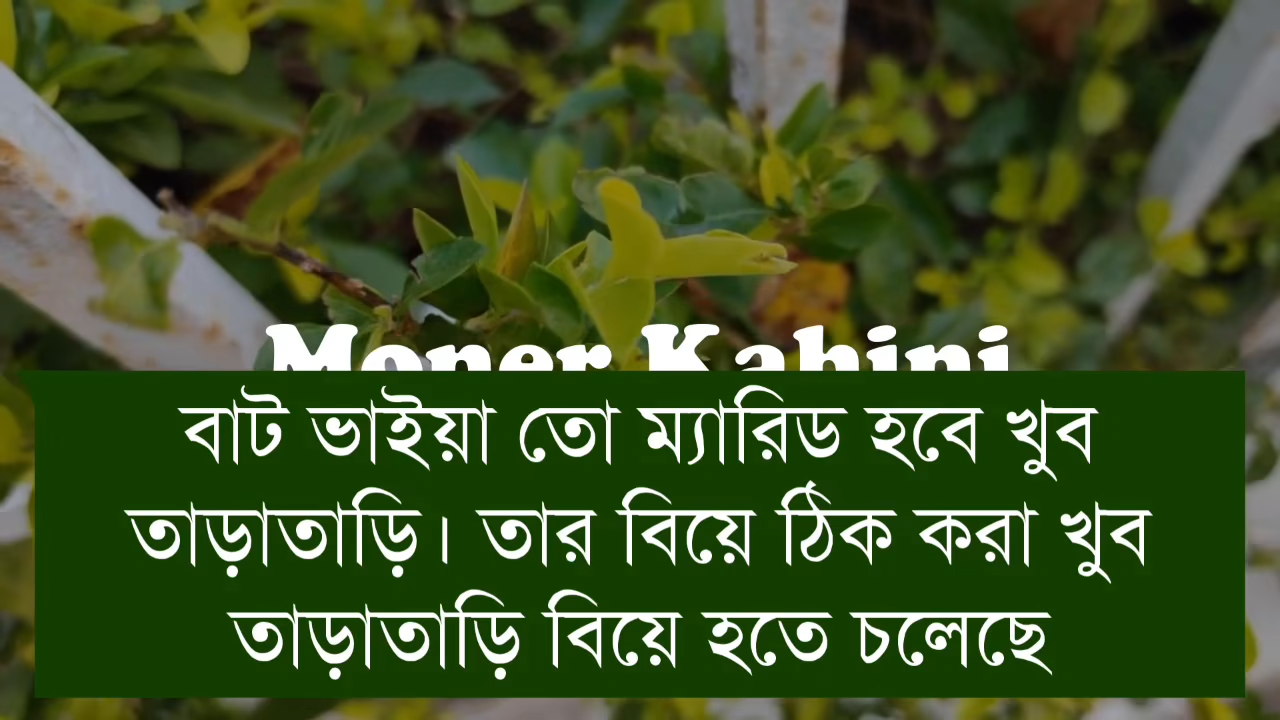 Moner Kahini
বাট ভাইয়া তো ম্যারিড হবে খুব
তাড়াতাড়ি। তার বিয়ে ঠিক করা খুব
তাড়াতাড়ি বিয়ে হতে চলেছে